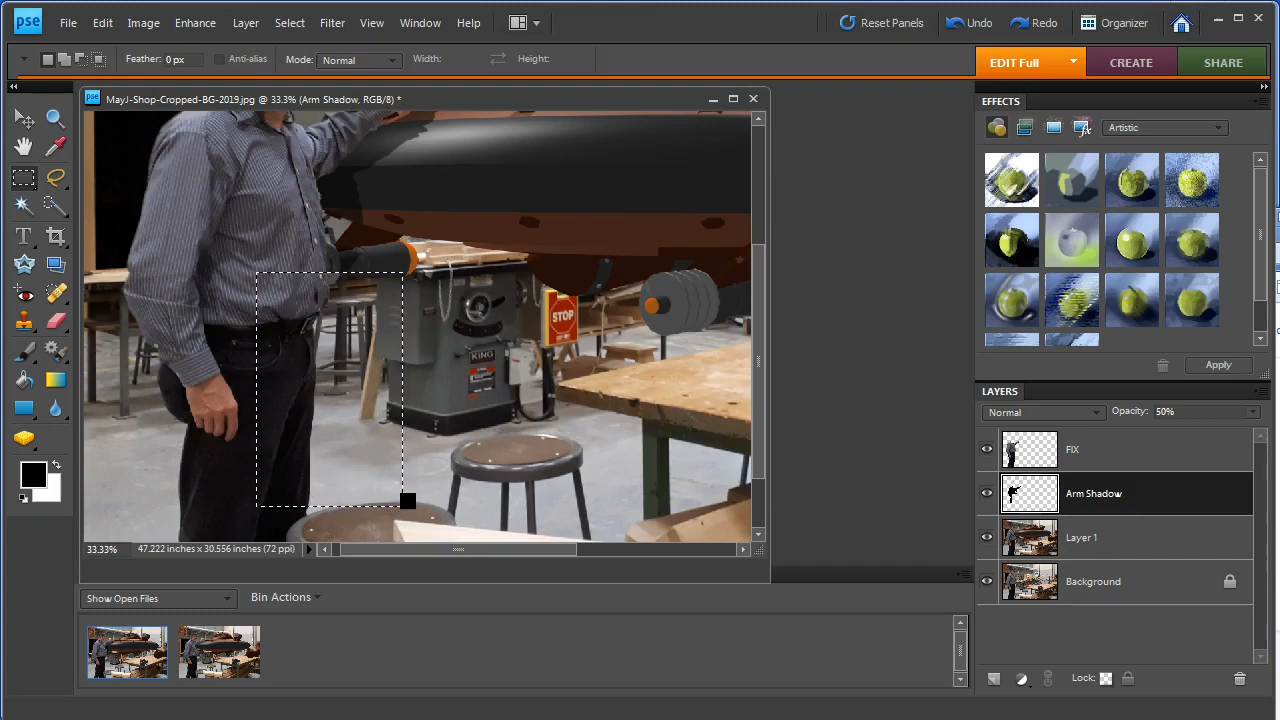 pse File Edit Image Enhance Layer Select Filter View Window Help Reset Panels Undo Redo Organizer
Feather: 0 px Anti-alias Mode: Normal Width: Height: EDIT Full CREATE SHARE
MayJ-Shop-Cropped-BG-2019.jpg @ 33.3% (Arm Shadow, RGB/8) *
EFFECTS
Artistic
STOP
KING
Apply
LAYERS
Normal Opacity: 50%
FIX
Arm Shadow
Layer 1
Background
33.33% 47.222 inches x 30.556 inches (72 ppi)
Show Open Files Bin Actions
Lock: